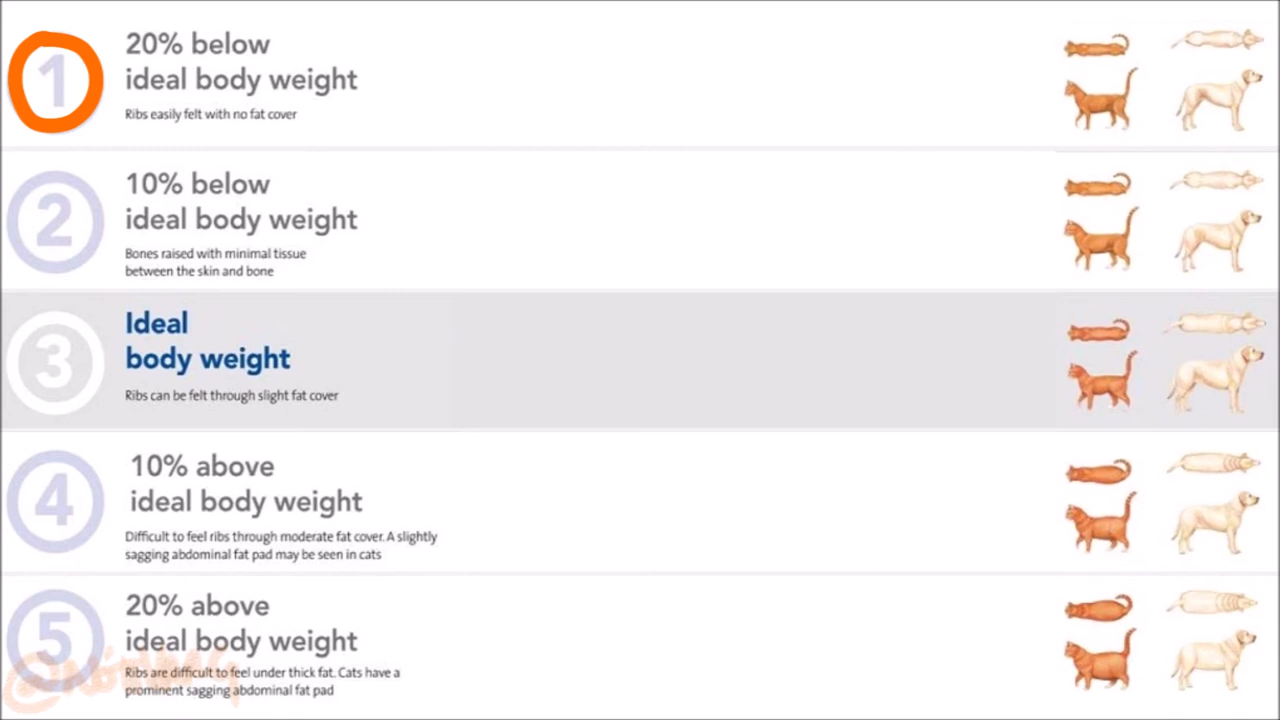 1
20% below
ideal body weight
Ribs easily felt with no fat cover
2
10% below
ideal body weight
Bones raised with minimal tissue
between the skin and bone
3
Ideal
body weight
Ribs can be felt through slight fat cover
4
10% above
ideal body weight
Difficult to feel ribs through moderate fat cover. A slightly
sagging abdominal fat pad may be seen in cats
5
20% above
ideal body weight
Ribs are difficult to feel under thick fat. Cats have a
prominent sagging abdominal fat pad